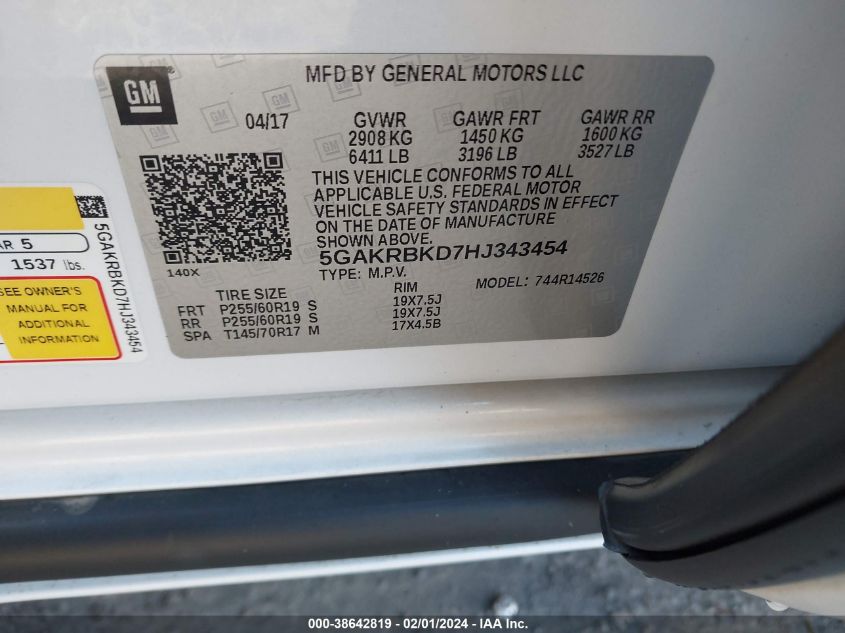 GM
MFD BY GENERAL MOTORS LLC
04/17
GVWR GAWR FRT GAWR RR
2908 KG 1450 KG 1600 KG
6411 LB 3196 LB 3527 LB
THIS VEHICLE CONFORMS TO ALL
APPLICABLE U.S. FEDERAL MOTOR
VEHICLE SAFETY STANDARDS IN EFFECT
ON THE DATE OF MANUFACTURE
SHOWN ABOVE.
5GAKRBKD7HJ343454
140X
TYPE: M.P.V. MODEL: 744R14526
TIRE SIZE RIM
FRT P255/60R19 S 19X7.5J
RR P255/60R19 S 19X7.5J
SPA T145/70R17 M 17X4.5B
AR 5
1537 lbs.
SEE OWNER'S
MANUAL FOR
ADDITIONAL
INFORMATION
5GAKRBKD7HJ343454
000-38642819 - 02/01/2024 - IAAI.com